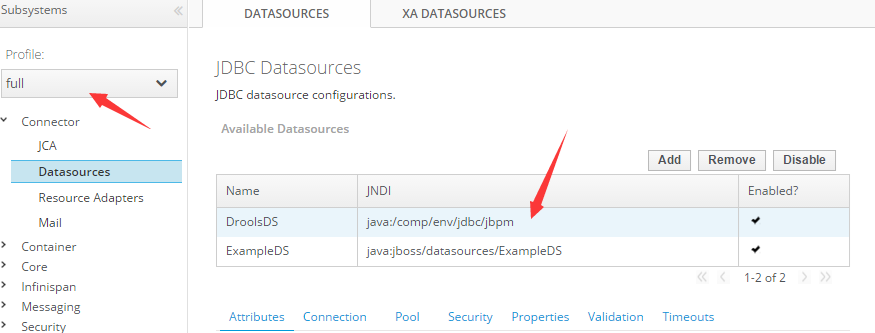 Subsystems
DATASOURCES
XA DATASOURCES
Profile:
full
Connector
JCA
Datasources
Resource Adapters
Mail
Container
Core
Infinispan
Messaging
Security
JDBC Datasources
JDBC datasource configurations.
Available Datasources
Add Remove Disable
Name JNDI Enabled?
DroolsDS java:/comp/env/jdbc/jbpm
ExampleDS java:jboss/datasources/ExampleDS
1-2 of 2
Attributes Connection Pool Security Properties Validation Timeouts